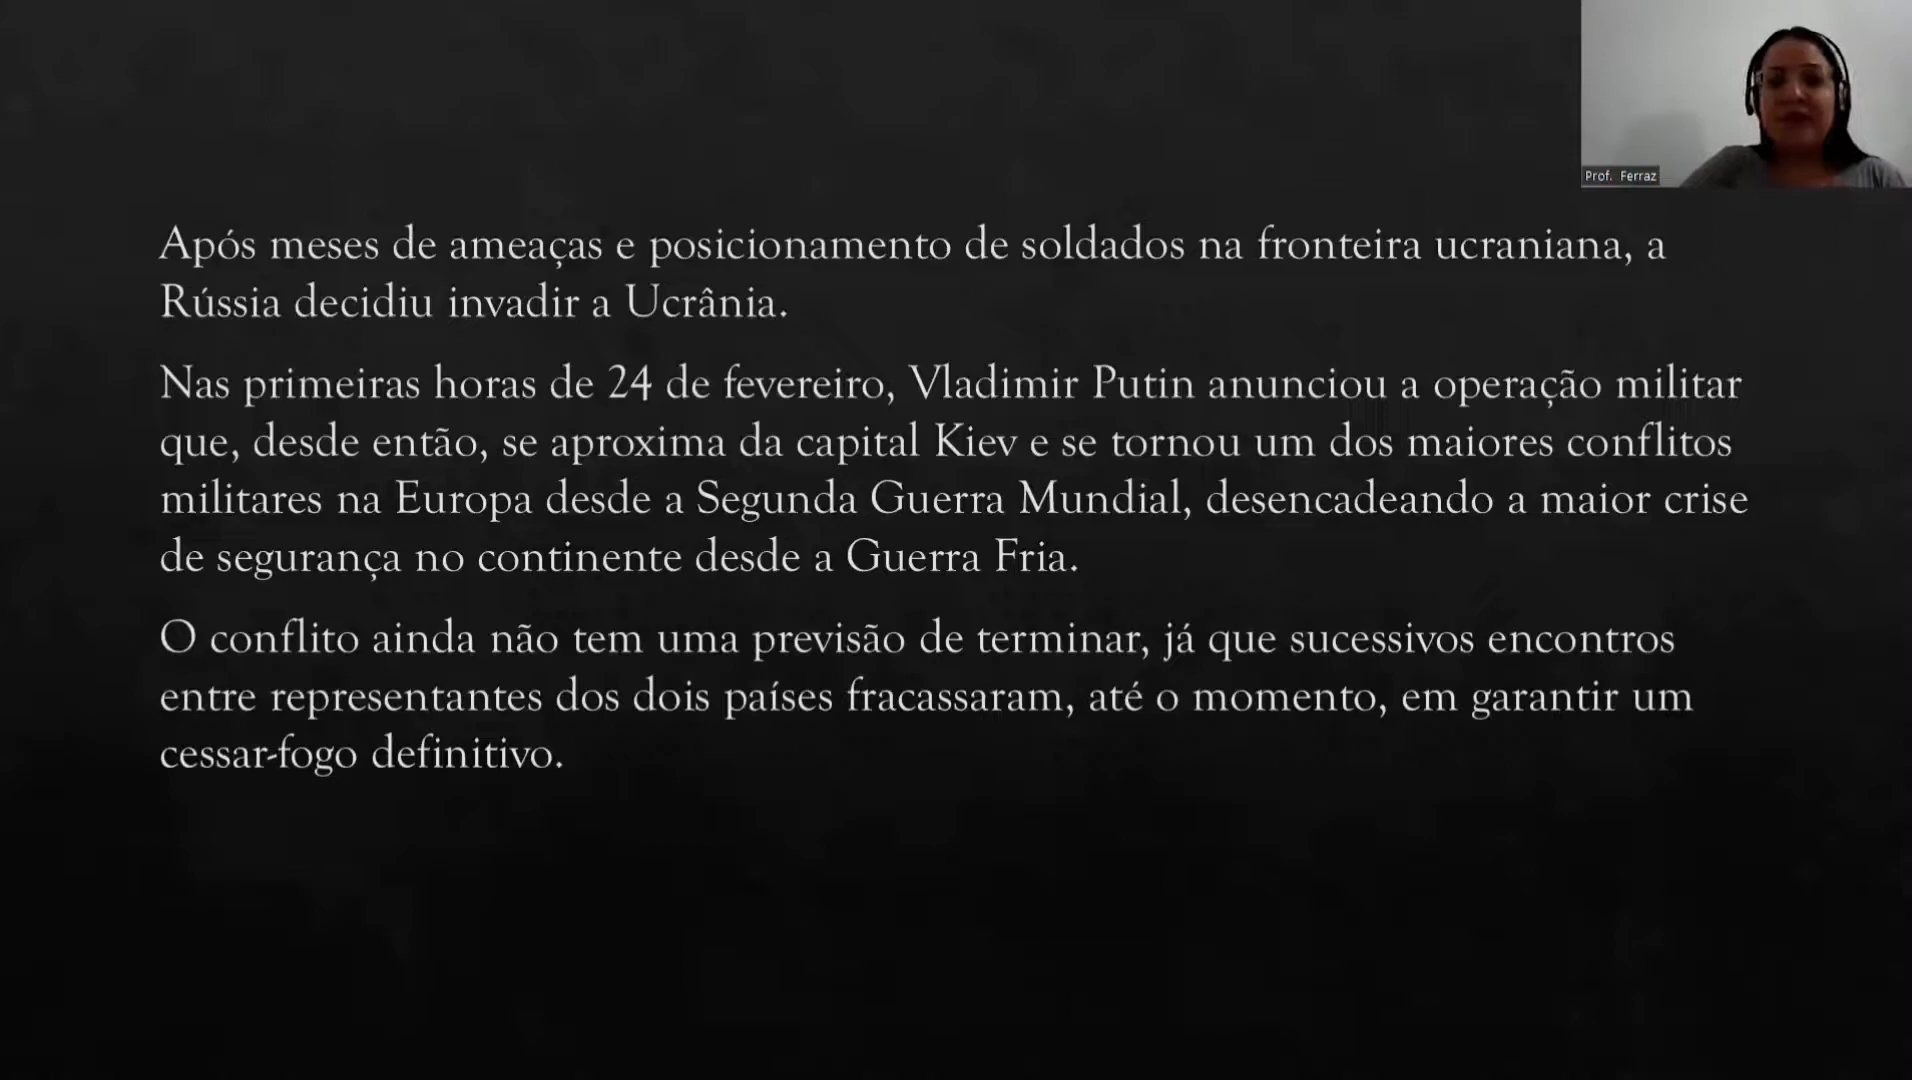 Prof. Ferraz
Após meses de ameaças e posicionamento de soldados na fronteira ucraniana, a
Rússia decidiu invadir a Ucrânia.
Nas primeiras horas de 24 de fevereiro, Vladimir Putin anunciou a operação militar
que, desde então, se aproxima da capital Kiev e se tornou um dos maiores conflitos
militares na Europa desde a Segunda Guerra Mundial, desencadeando a maior crise
de segurança no continente desde a Guerra Fria.
O conflito ainda não tem uma previsão de terminar, já que sucessivos encontros
entre representantes dos dois países fracassaram, até o momento, em garantir um
cessar-fogo definitivo.